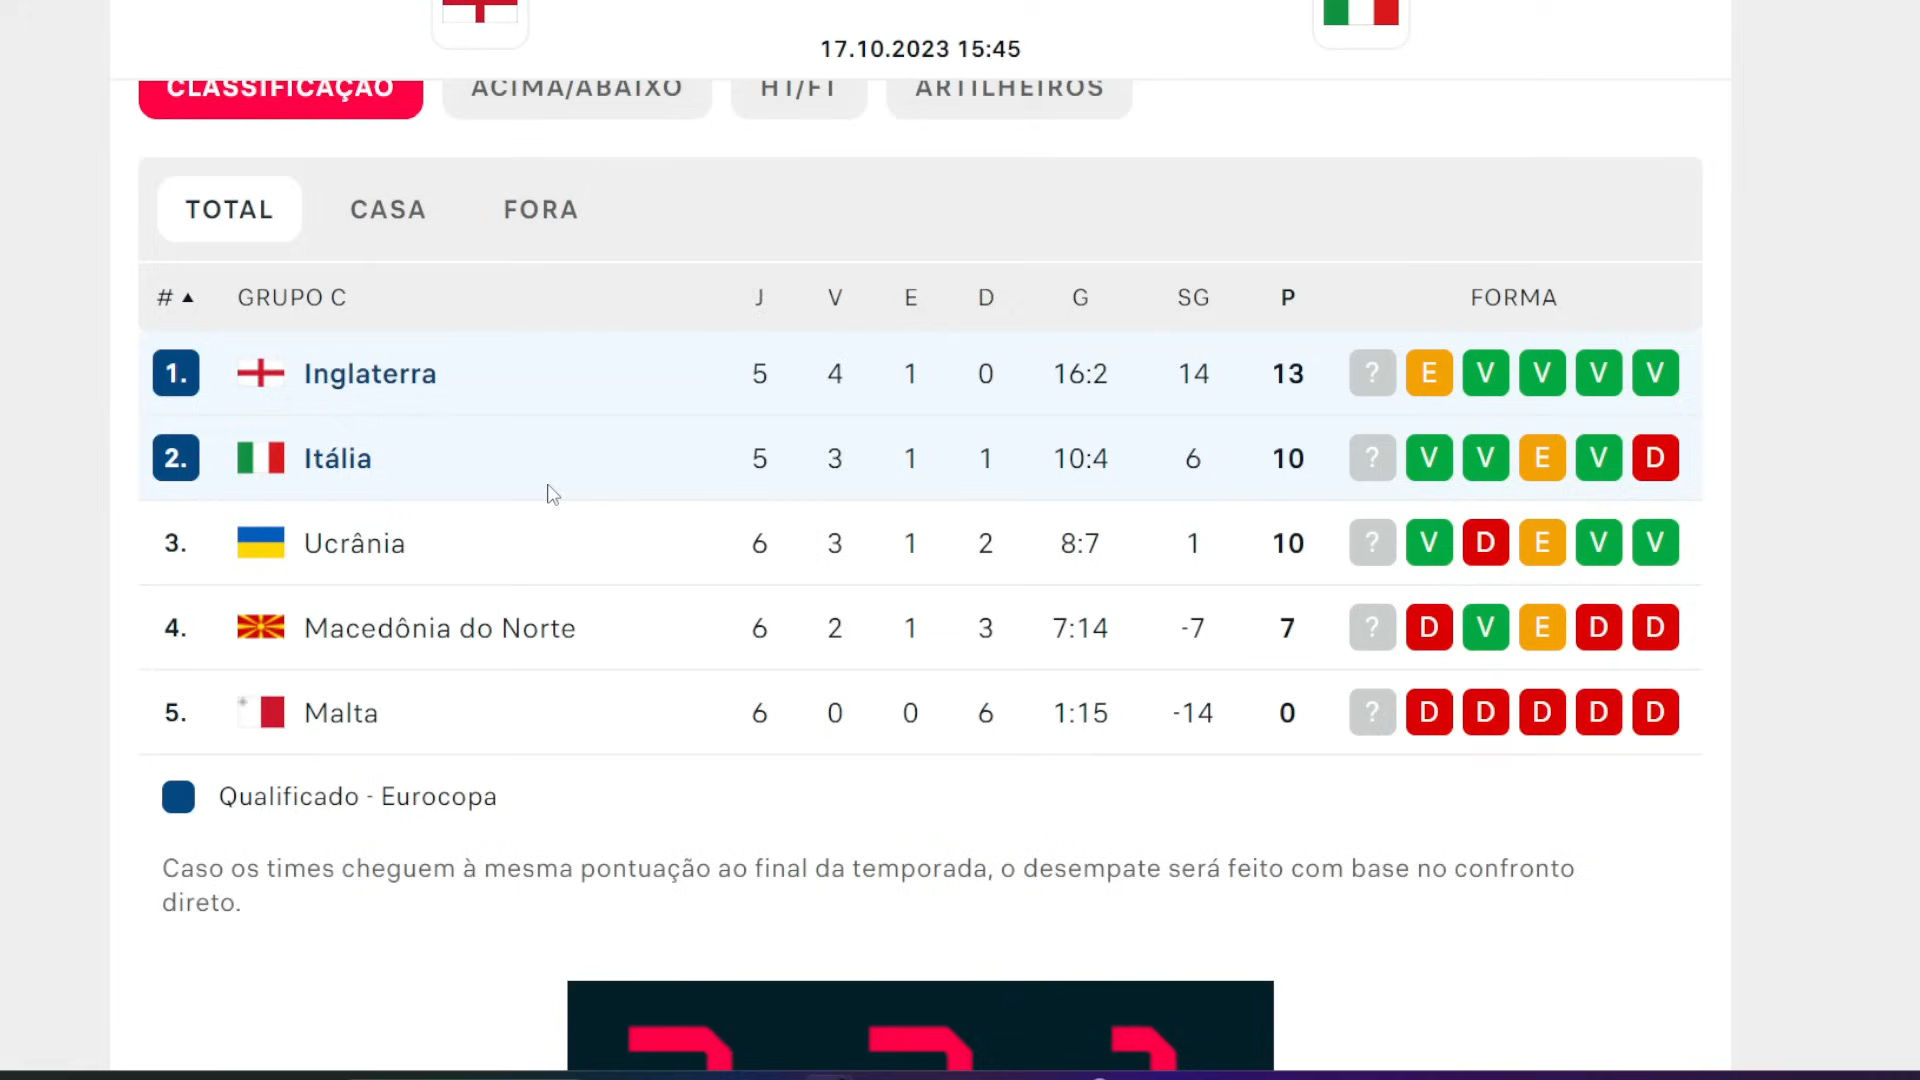 17.10.2023 15:45
CLASSIFICAÇÃO ACIMA/ABAIXO HT/FT ARTILHEIROS
TOTAL CASA FORA
# ▲ GRUPO C J V E D G SG P FORMA
1. Inglaterra 5 4 1 0 16:2 14 13 ? E V V V V
2. Itália 5 3 1 1 10:4 6 10 ? V V E V D
3. Ucrânia 6 3 1 2 8:7 1 10 ? V D E V V
4. Macedônia do Norte 6 2 1 3 7:14 -7 7 ? D V E D D
5. Malta 6 0 0 6 1:15 -14 0 ? D D D D D
Qualificado - Eurocopa
Caso os times cheguem à mesma pontuação ao final da temporada, o desempate será feito com base no confronto
direto.